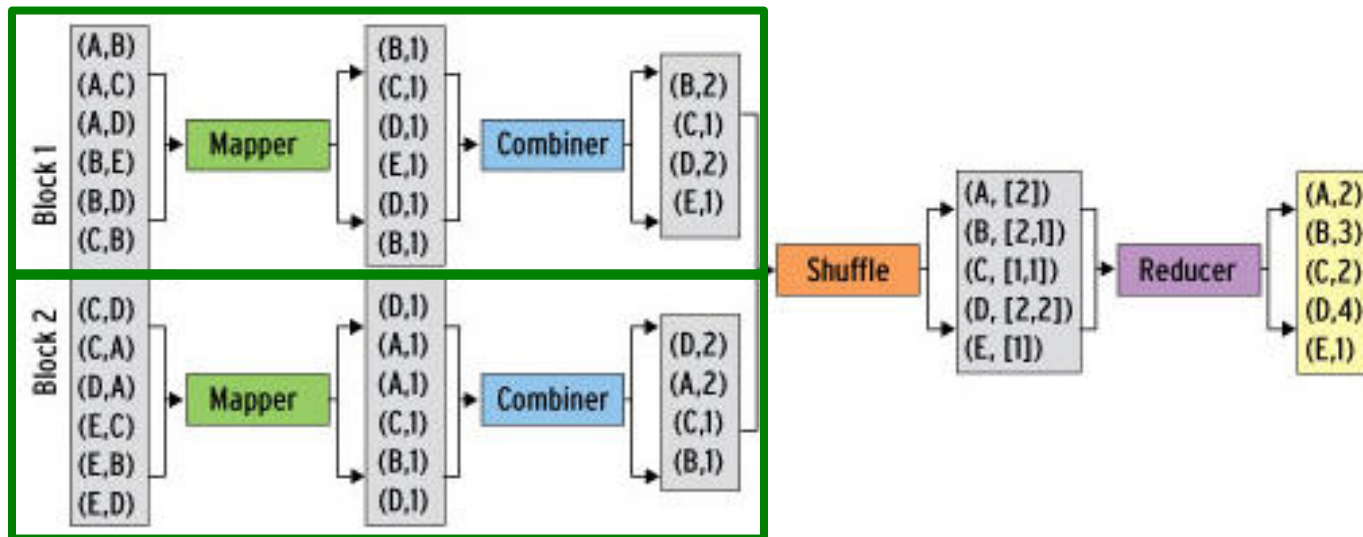 Block 1
(A,B)
(A,C)
(A,D)
(B,E)
(B,D)
(C,B)
Mapper
(B,1)
(C,1)
(D,1)
(E,1)
(D,1)
(B,1)
Combiner
(B,2)
(C,1)
(D,2)
(E,1)
Block 2
(C,D)
(C,A)
(D,A)
(E,C)
(E,B)
(E,D)
Mapper
(D,1)
(A,1)
(A,1)
(C,1)
(B,1)
(D,1)
Combiner
(D,2)
(A,2)
(C,1)
(B,1)
Shuffle
(A, [2])
(B, [2,1])
(C, [1,1])
(D, [2,2])
(E, [1])
Reducer
(A,2)
(B,3)
(C,2)
(D,4)
(E,1)